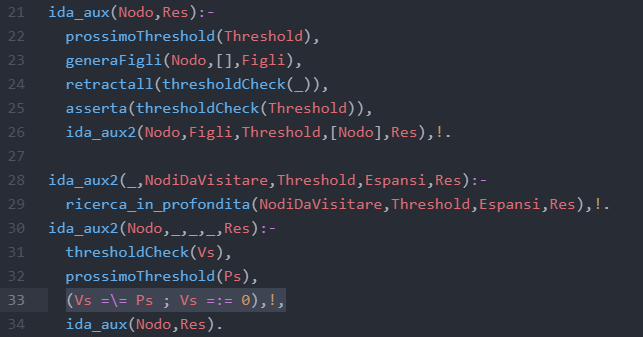 21 ida_aux(Nodo,Res):-
22 prossimoThreshold(Threshold),
23 generaFigli(Nodo,[],Figli),
24 retractall(thresholdCheck(_)),
25 asserta(thresholdCheck(Threshold)),
26 ida_aux2(Nodo,Figli,Threshold,[Nodo],Res),!.
27
28 ida_aux2(_,NodiDaVisitare,Threshold,Espansi,Res):-
29 ricerca_in_profondita(NodiDaVisitare,Threshold,Espansi,Res),!.
30 ida_aux2(Nodo,_,_,_,Res):-
31 thresholdCheck(Vs),
32 prossimoThreshold(Ps),
33 (Vs =\= Ps ; Vs =:= 0),!,
34 ida_aux(Nodo,Res).